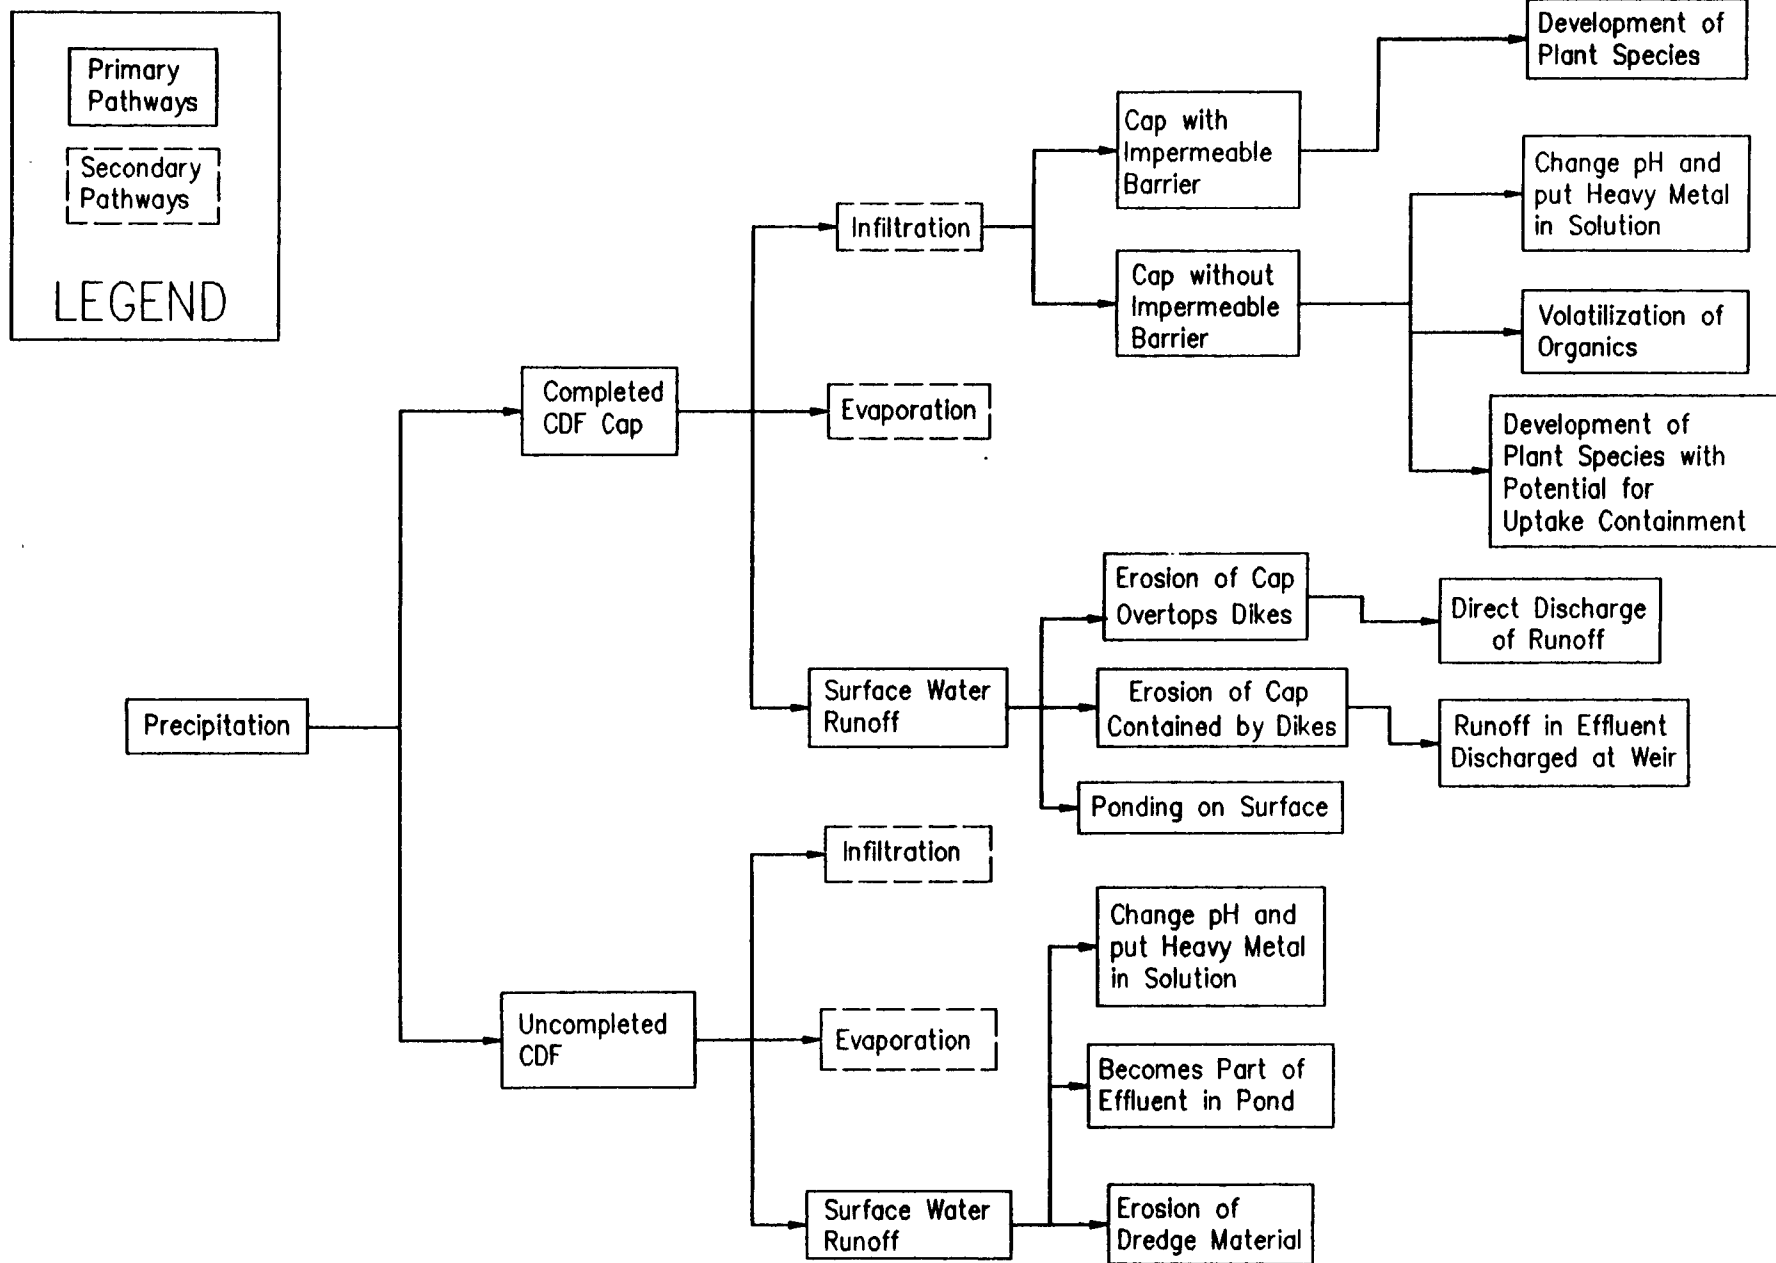 Primary
Pathways
Secondary
Pathways
LEGEND
Precipitation
Completed
CDF Cap
Uncompleted
CDF
Infiltration
Evaporation
Surface Water
Runoff
Infiltration
Evaporation
Surface Water
Runoff
Cap with
Impermeable
Barrier
Cap without
Impermeable
Barrier
Erosion of Cap
Overtops Dikes
Erosion of Cap
Contained by Dikes
Ponding on Surface
Change pH and
put Heavy Metal
in Solution
Becomes Part of
Effluent in Pond
Erosion of
Dredge Material
Development of
Plant Species
Change pH and
put Heavy Metal
in Solution
Volatilization of
Organics
Development of
Plant Species with
Potential for
Uptake Containment
Direct Discharge
of Runoff
Runoff in Effluent
Discharged at Weir